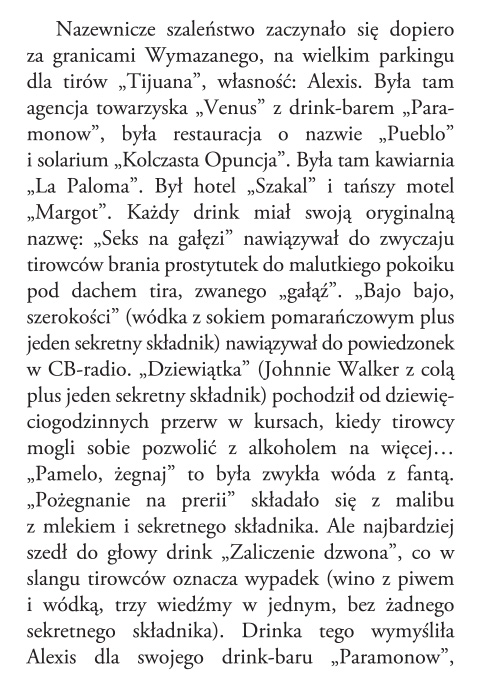 Nazewnicze szaleństwo zaczynało się dopiero
za granicami Wymazanego, na wielkim parkingu
dla tirów „Tijuana”, własność: Alexis. Była tam
agencja towarzyska „Venus” z drink-barem „Para-
monow”, była restauracja o nazwie „Pueblo”
i solarium „Kolczasta Opuncja”. Była tam kawiarnia
„La Paloma”. Był hotel „Szakal” i tańszy motel
„Margot”. Każdy drink miał swoją oryginalną
nazwę: „Seks na gałęzi” nawiązywał do zwyczaju
tirowców brania prostytutek do malutkiego pokoiku
pod dachem tira, zwanego „gałąź”. „Bajo bajo,
szerokości” (wódka z sokiem pomarańczowym plus
jeden sekretny składnik) nawiązywał do powiedzonek
w CB-radio. „Dziewiątka” (Johnnie Walker z colą
plus jeden sekretny składnik) pochodził od dziewię-
ciogodzinnych przerw w kursach, kiedy tirowcy
mogli sobie pozwolić z alkoholem na więcej…
„Pamelo, żegnaj” to była zwykła wóda z fantą.
„Pożegnanie na prerii” składało się z malibu
z mlekiem i sekretnego składnika. Ale najbardziej
szedł do głowy drink „Zaliczenie dzwona”, co w
slangu tirowców oznacza wypadek (wino z piwem
i wódką, trzy wiedźmy w jednym, bez żadnego
sekretnego składnika). Drinka tego wymyśliła
Alexis dla swojego drink-baru „Paramonow”,